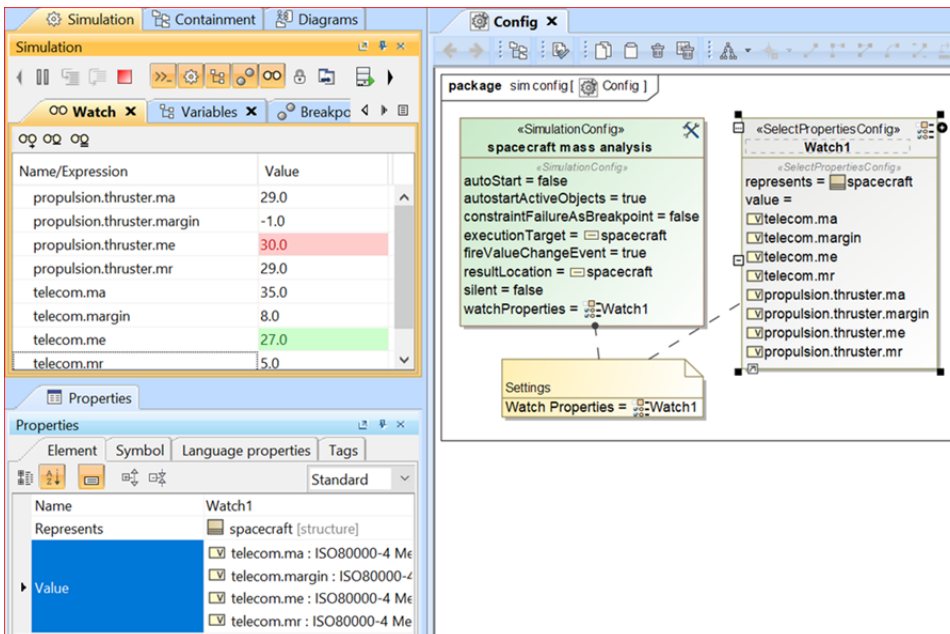 Simulation
Containment
Diagrams
Simulation
Watch
Variables
Breakpo
Name/Expression Value
propulsion.thruster.ma 29.0
propulsion.thruster.margin -1.0
propulsion.thruster.me 30.0
propulsion.thruster.mr 29.0
telecom.ma 35.0
telecom.margin 8.0
telecom.me 27.0
telecom.mr 5.0
Properties
Properties
Element Symbol Language properties Tags
Standard
Name Watch1
Represents spacecraft [structure]
Value
telecom.ma : ISO80000-4 Me
telecom.margin : ISO80000-4
telecom.me : ISO80000-4 Me
telecom.mr : ISO80000-4 Me
Config
package sim config[ Config ]
«SimulationConfig»
spacecraft mass analysis
«SimulationConfig»
autoStart = false
autostartActiveObjects = true
constraintFailureAsBreakpoint = false
executionTarget = spacecraft
fireValueChangeEvent = true
resultLocation = spacecraft
silent = false
watchProperties = Watch1
«SelectPropertiesConfig»
Watch1
«SelectPropertiesConfig»
represents = spacecraft
value =
telecom.ma
telecom.margin
telecom.me
telecom.mr
propulsion.thruster.ma
propulsion.thruster.margin
propulsion.thruster.me
propulsion.thruster.mr
Settings
Watch Properties = Watch1